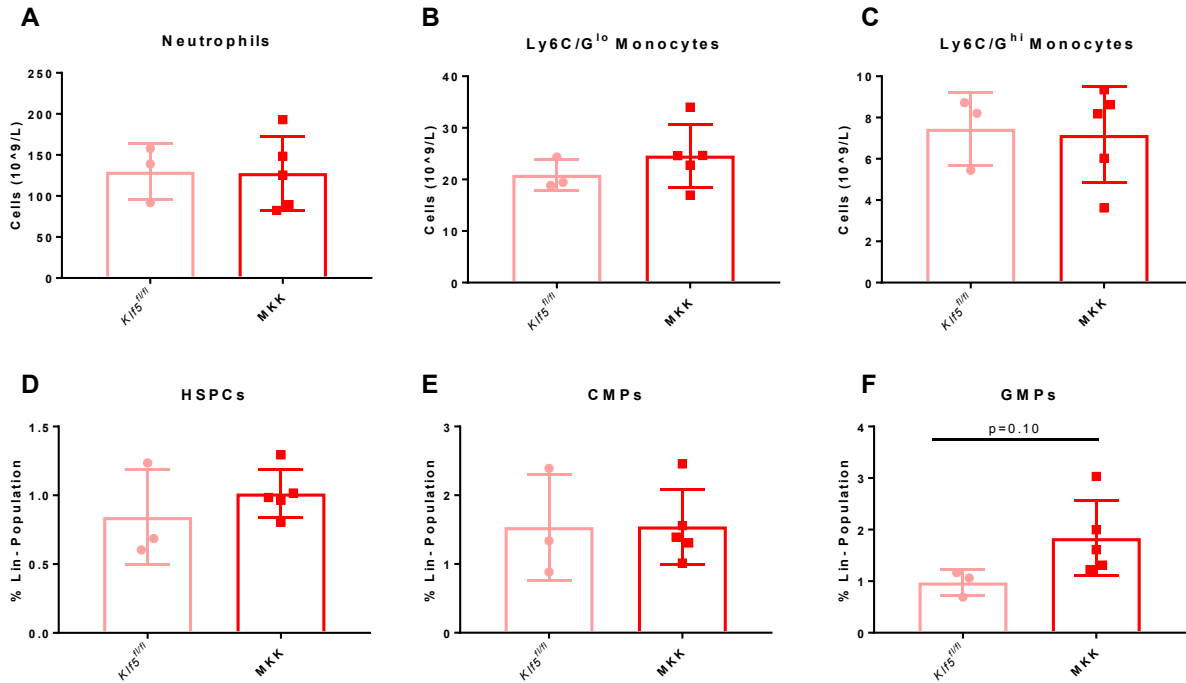 A
Neutrophils
Cells (10^9/L)
250
200
150
100
50
0
Klf5fl/fl
MKK
B
Ly6C/Glo Monocytes
Cells (10^9/L)
40
30
20
10
0
Klf5fl/fl
MKK
C
Ly6C/Ghi Monocytes
Cells (10^9/L)
10
8
6
4
2
0
Klf5fl/fl
MKK
D
HSPCs
% Lin- Population
1.5
1.0
0.5
0.0
Klf5fl/fl
MKK
E
CMPs
% Lin- Population
3
2
1
0
Klf5fl/fl
MKK
F
GMPs
p=0.10
% Lin- Population
4
3
2
1
0
Klf5fl/fl
MKK